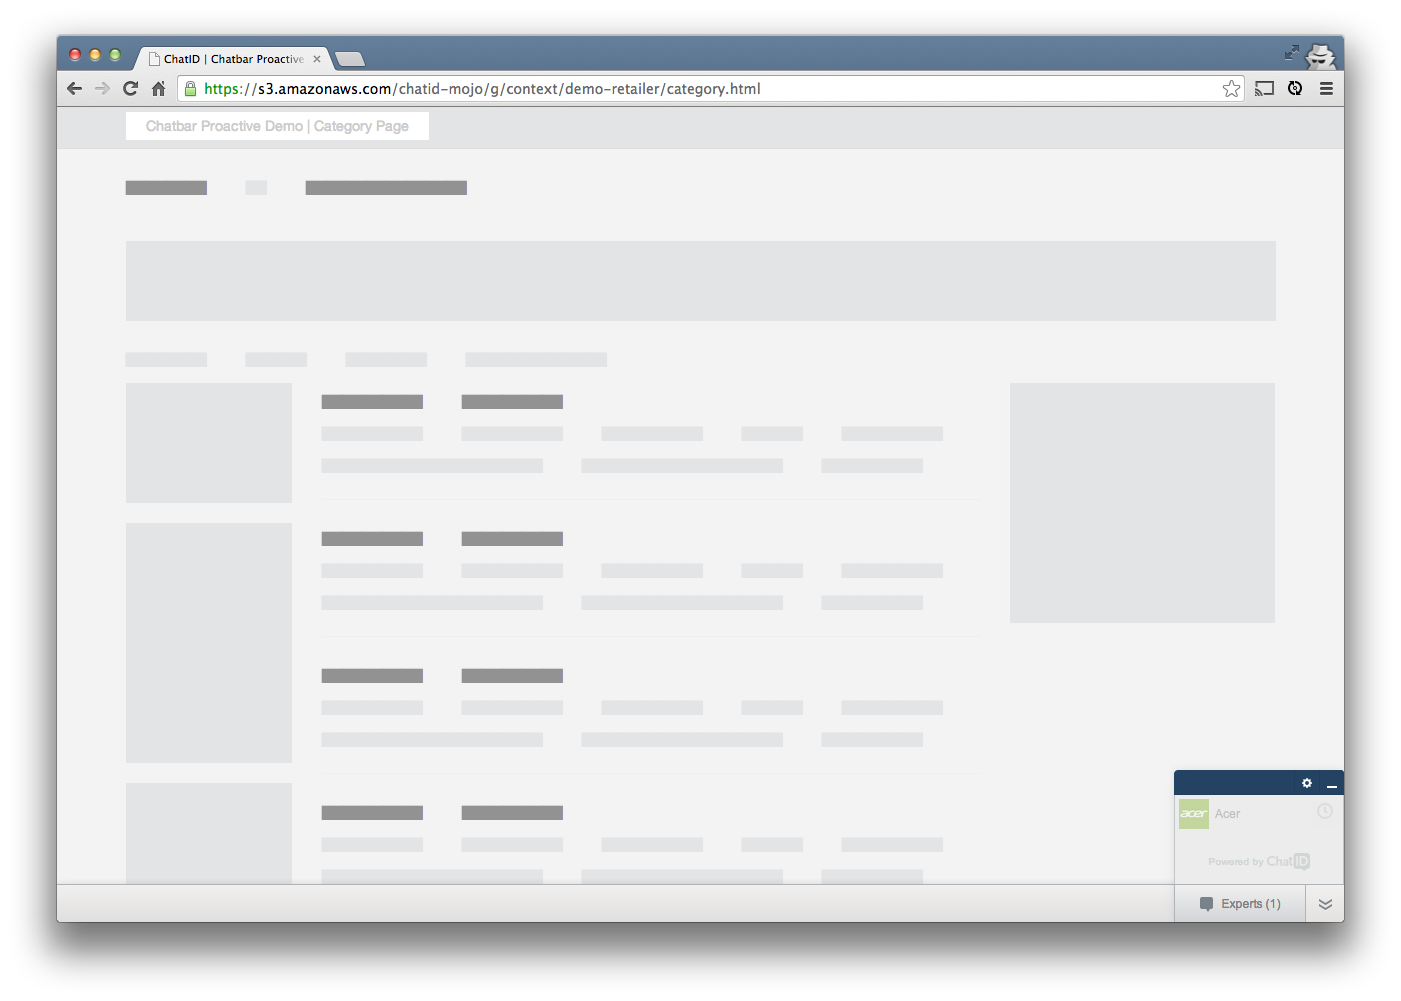 ChatID | Chatbar Proactive
https://s3.amazonaws.com/chatid-mojo/g/context/demo-retailer/category.html
Chatbar Proactive Demo | Category Page
acer Acer
Powered by ChatID
Experts (1)